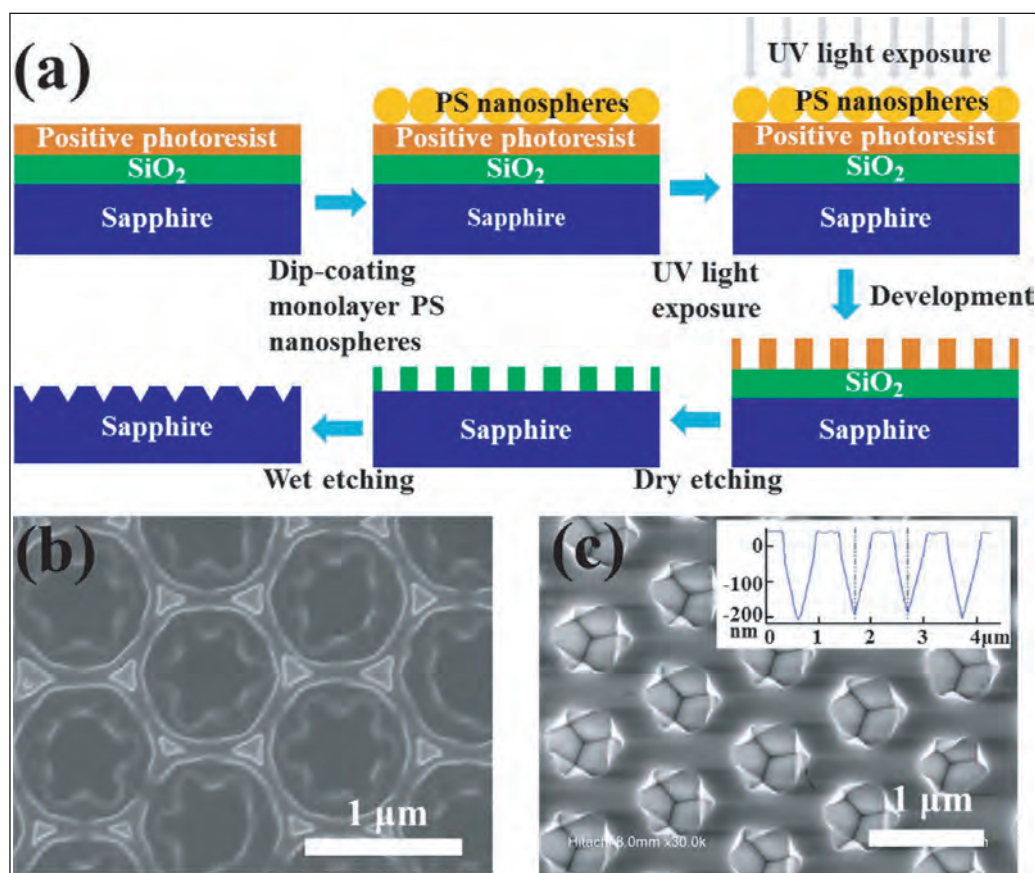 (a)
UV light exposure
PS nanospheres
PS nanospheres
Positive photoresist
Positive photoresist
Positive photoresist
SiO2
SiO2
SiO2
Sapphire
Sapphire
Sapphire
Dip-coating
monolayer PS
nanospheres
UV light
exposure
Development
SiO2
Sapphire
Sapphire
Sapphire
Wet etching
Dry etching
(b)
1 μm
(c)
0
-100
-200
nm
0 1 2 3 4μm
1 μm
Hitachi 8.0mm x30.0k